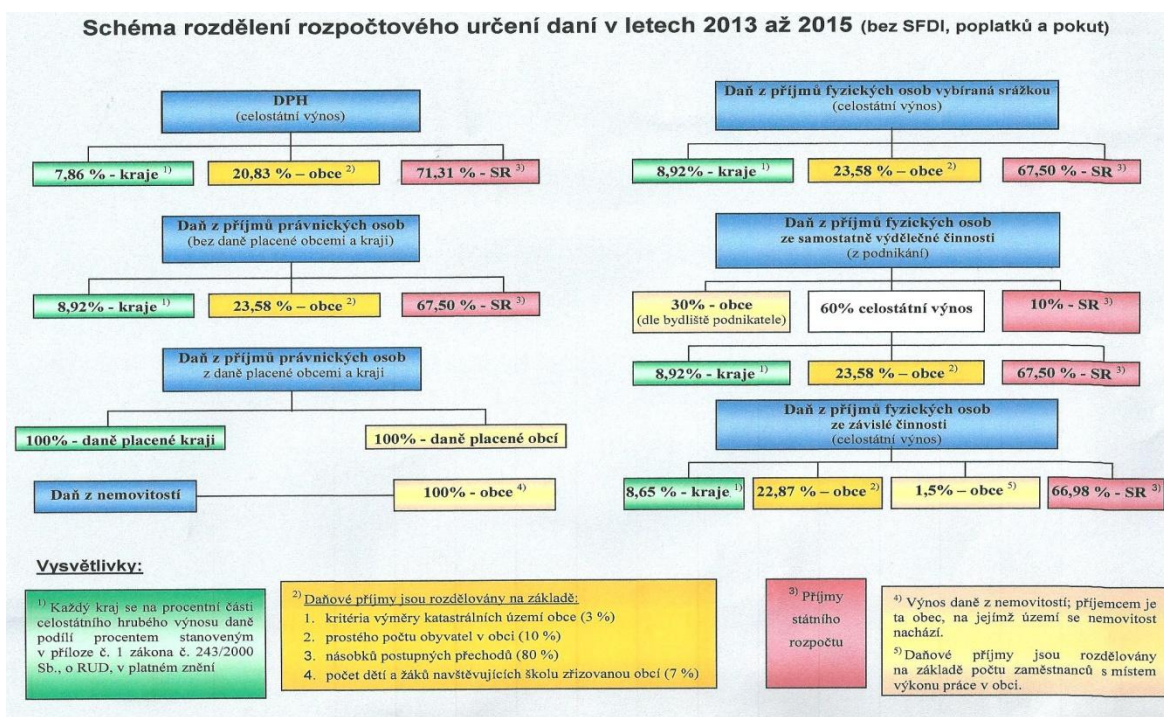 Schéma rozdělení rozpočtového určení daní v letech 2013 až 2015 (bez SFDI, poplatků a pokut)
DPH
(celostátní výnos)
7,86 % - kraje 1)
20,83 % – obce 2)
71,31 % - SR 3)
Daň z příjmů právnických osob
(bez daně placené obcemi a kraji)
8,92% - kraje 1)
23,58 % – obce 2)
67,50 % - SR 3)
Daň z příjmů právnických osob
z daně placené obcemi a kraji
100% - daně placené kraji
100% - daně placené obcí
Daň z nemovitostí
100% - obce 4)
Daň z příjmů fyzických osob vybíraná srážkou
(celostátní výnos)
8,92% - kraje 1)
23,58 % – obce 2)
67,50 % - SR 3)
Daň z příjmů fyzických osob
ze samostatně výdělečné činnosti
(z podnikání)
30% - obce
(dle bydliště podnikatele)
60% celostátní výnos
10% - SR 3)
8,92% - kraje 1)
23,58 % – obce 2)
67,50 % - SR 3)
Daň z příjmů fyzických osob
ze závislé činnosti
(celostátní výnos)
8,65 % - kraje 1)
22,87 % – obce 2)
1,5% – obce 5)
66,98 % - SR 3)
Vysvětlivky:
1) Každý kraj se na procentní části
celostátního hrubého výnosu daně
podílí procentem stanoveným
v příloze č. 1 zákona č. 243/2000
Sb., o RUD, v platném znění
2) Daňové příjmy jsou rozdělovány na základě:
1. kritéria výměry katastrálních území obce (3 %)
2. prostého počtu obyvatel v obci (10 %)
3. násobků postupných přechodů (80 %)
4. počet dětí a žáků navštěvujících školu zřizovanou obcí (7 %)
3) Příjmy
státního
rozpočtu
4) Výnos daně z nemovitostí; příjemcem je
ta obec, na jejímž území se nemovitost
nachází.
5) Daňové příjmy jsou rozdělovány
na základě počtu zaměstnanců s místem
výkonu práce v obci.